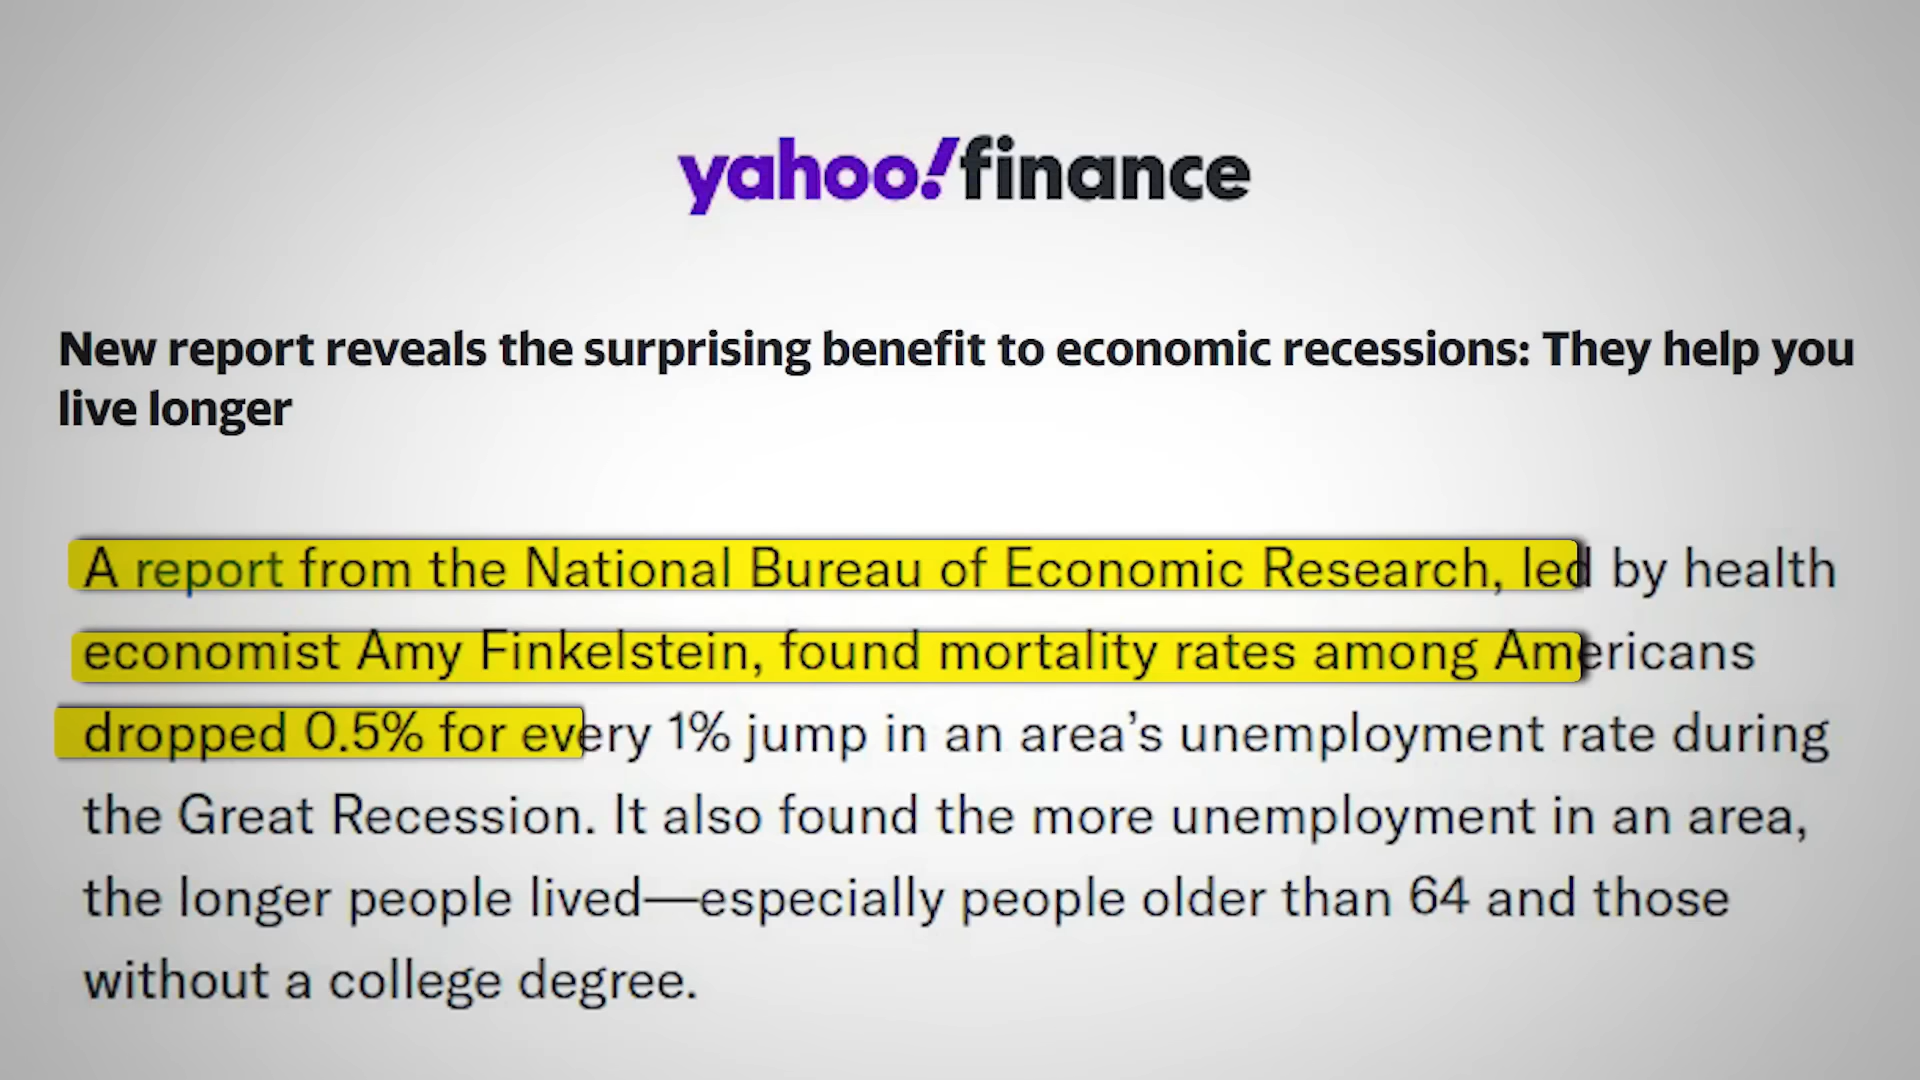 yahoo!finance
New report reveals the surprising benefit to economic recessions: They help you
live longer
A report from the National Bureau of Economic Research, led by health
economist Amy Finkelstein, found mortality rates among Americans
dropped 0.5% for every 1% jump in an area’s unemployment rate during
the Great Recession. It also found the more unemployment in an area,
the longer people lived—especially people older than 64 and those
without a college degree.